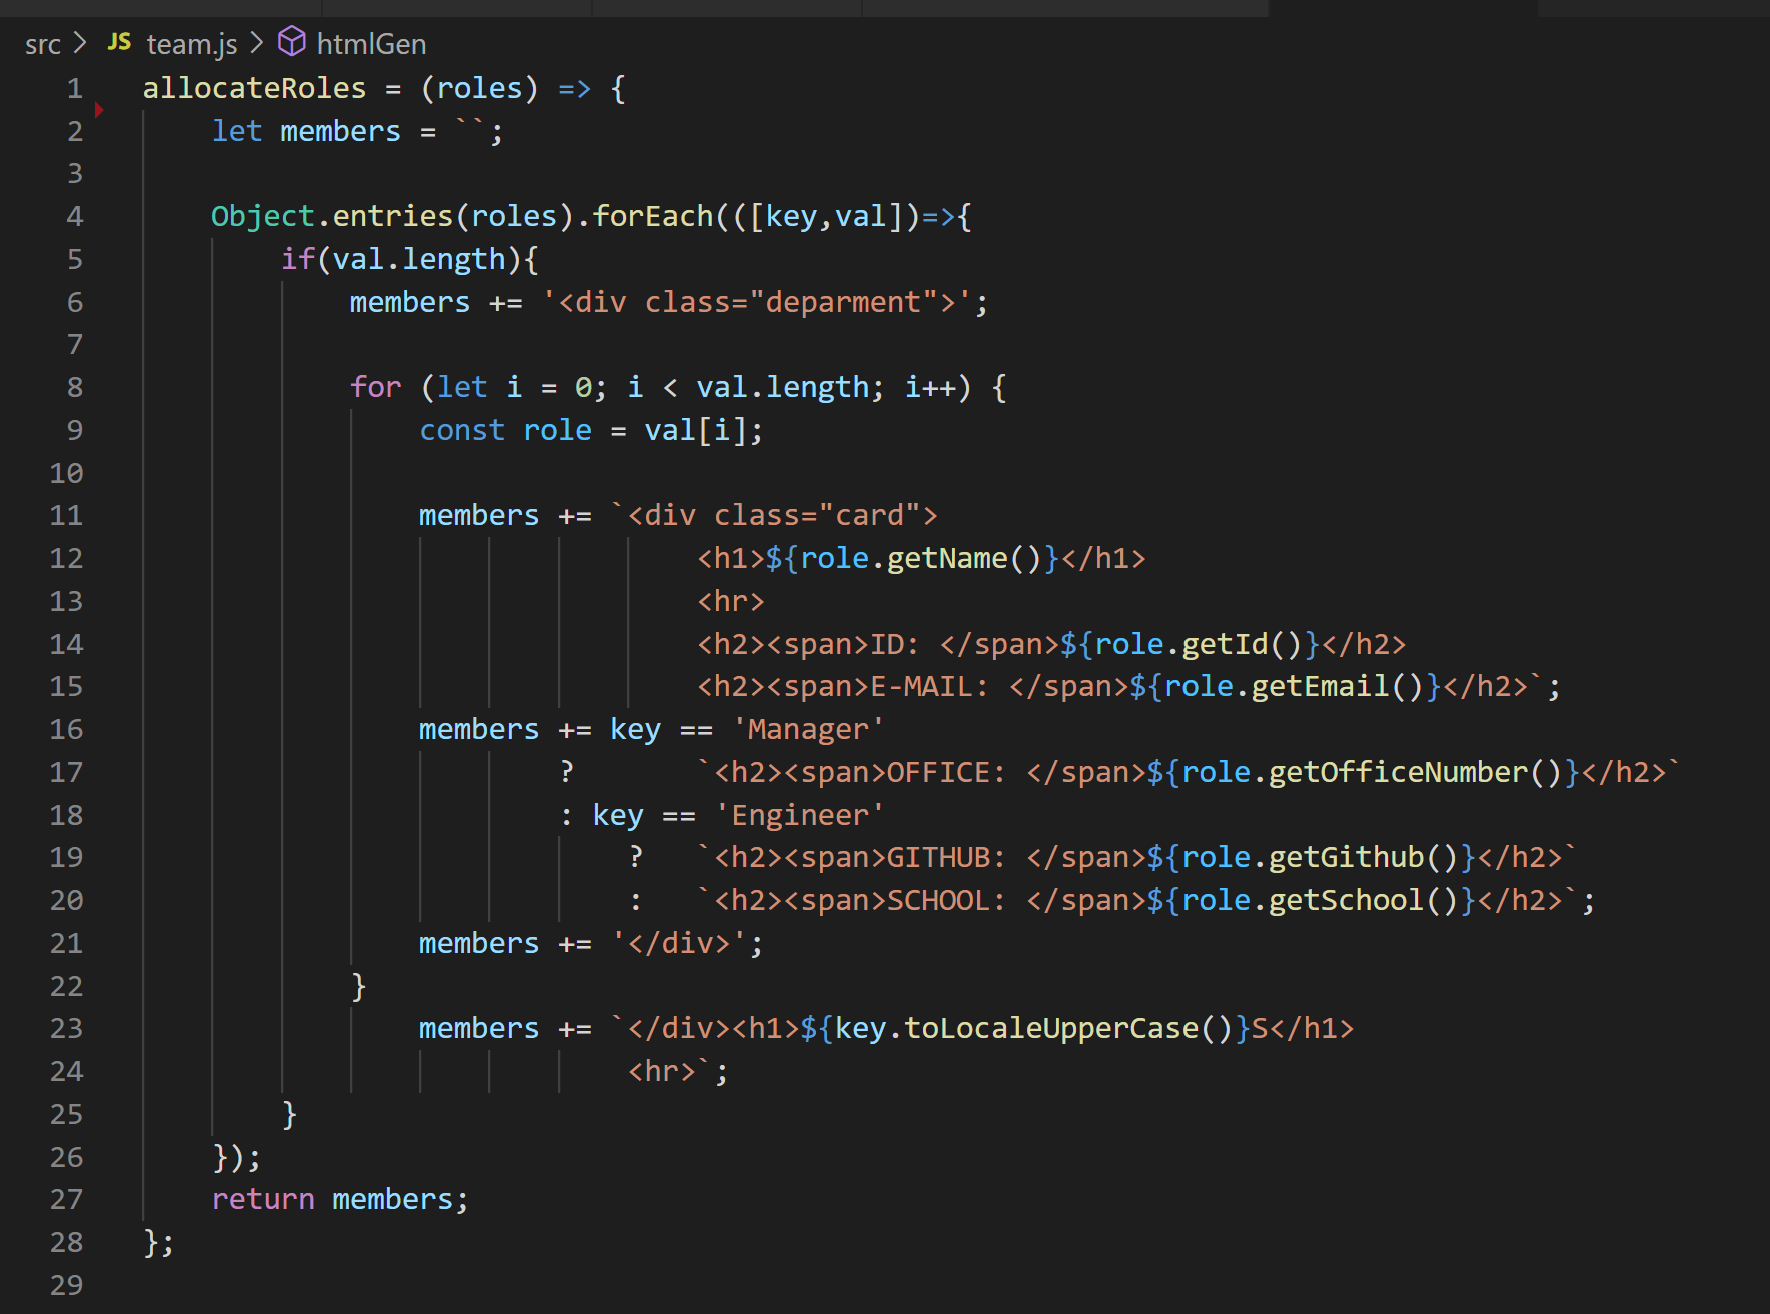 src > JS team.js > htmlGen
1 allocateRoles = (roles) => {
2 let members = ``;
3
4 Object.entries(roles).forEach(([key,val])=>{
5 if(val.length){
6 members += '<div class="deparment">';
7
8 for (let i = 0; i < val.length; i++) {
9 const role = val[i];
10
11 members += `<div class="card">
12 <h1>${role.getName()}</h1>
13 <hr>
14 <h2><span>ID: </span>${role.getId()}</h2>
15 <h2><span>E-MAIL: </span>${role.getEmail()}</h2>`;
16 members += key == 'Manager'
17 ? `<h2><span>OFFICE: </span>${role.getOfficeNumber()}</h2>`
18 : key == 'Engineer'
19 ? `<h2><span>GITHUB: </span>${role.getGithub()}</h2>`
20 : `<h2><span>SCHOOL: </span>${role.getSchool()}</h2>`;
21 members += '</div>';
22 }
23 members += `</div><h1>${key.toLocaleUpperCase()}S</h1>
24 <hr>`;
25 }
26 });
27 return members;
28 };
29